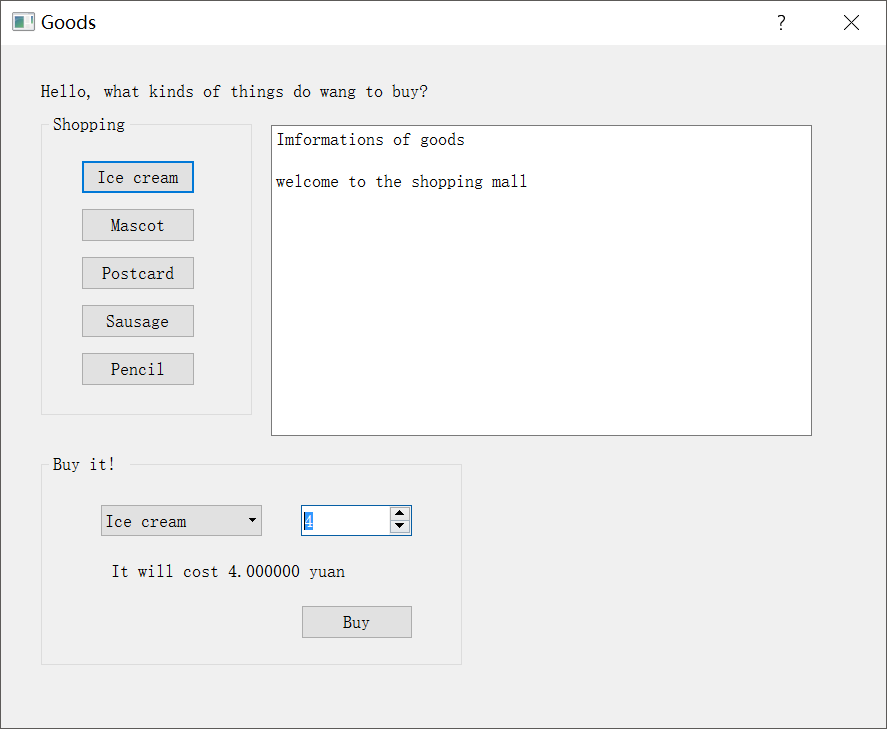 Goods
?
Hello, what kinds of things do wang to buy?
Shopping
Ice cream
Mascot
Postcard
Sausage
Pencil
Imformations of goods
welcome to the shopping mall
Buy it!
Ice cream
4
It will cost 4.000000 yuan
Buy